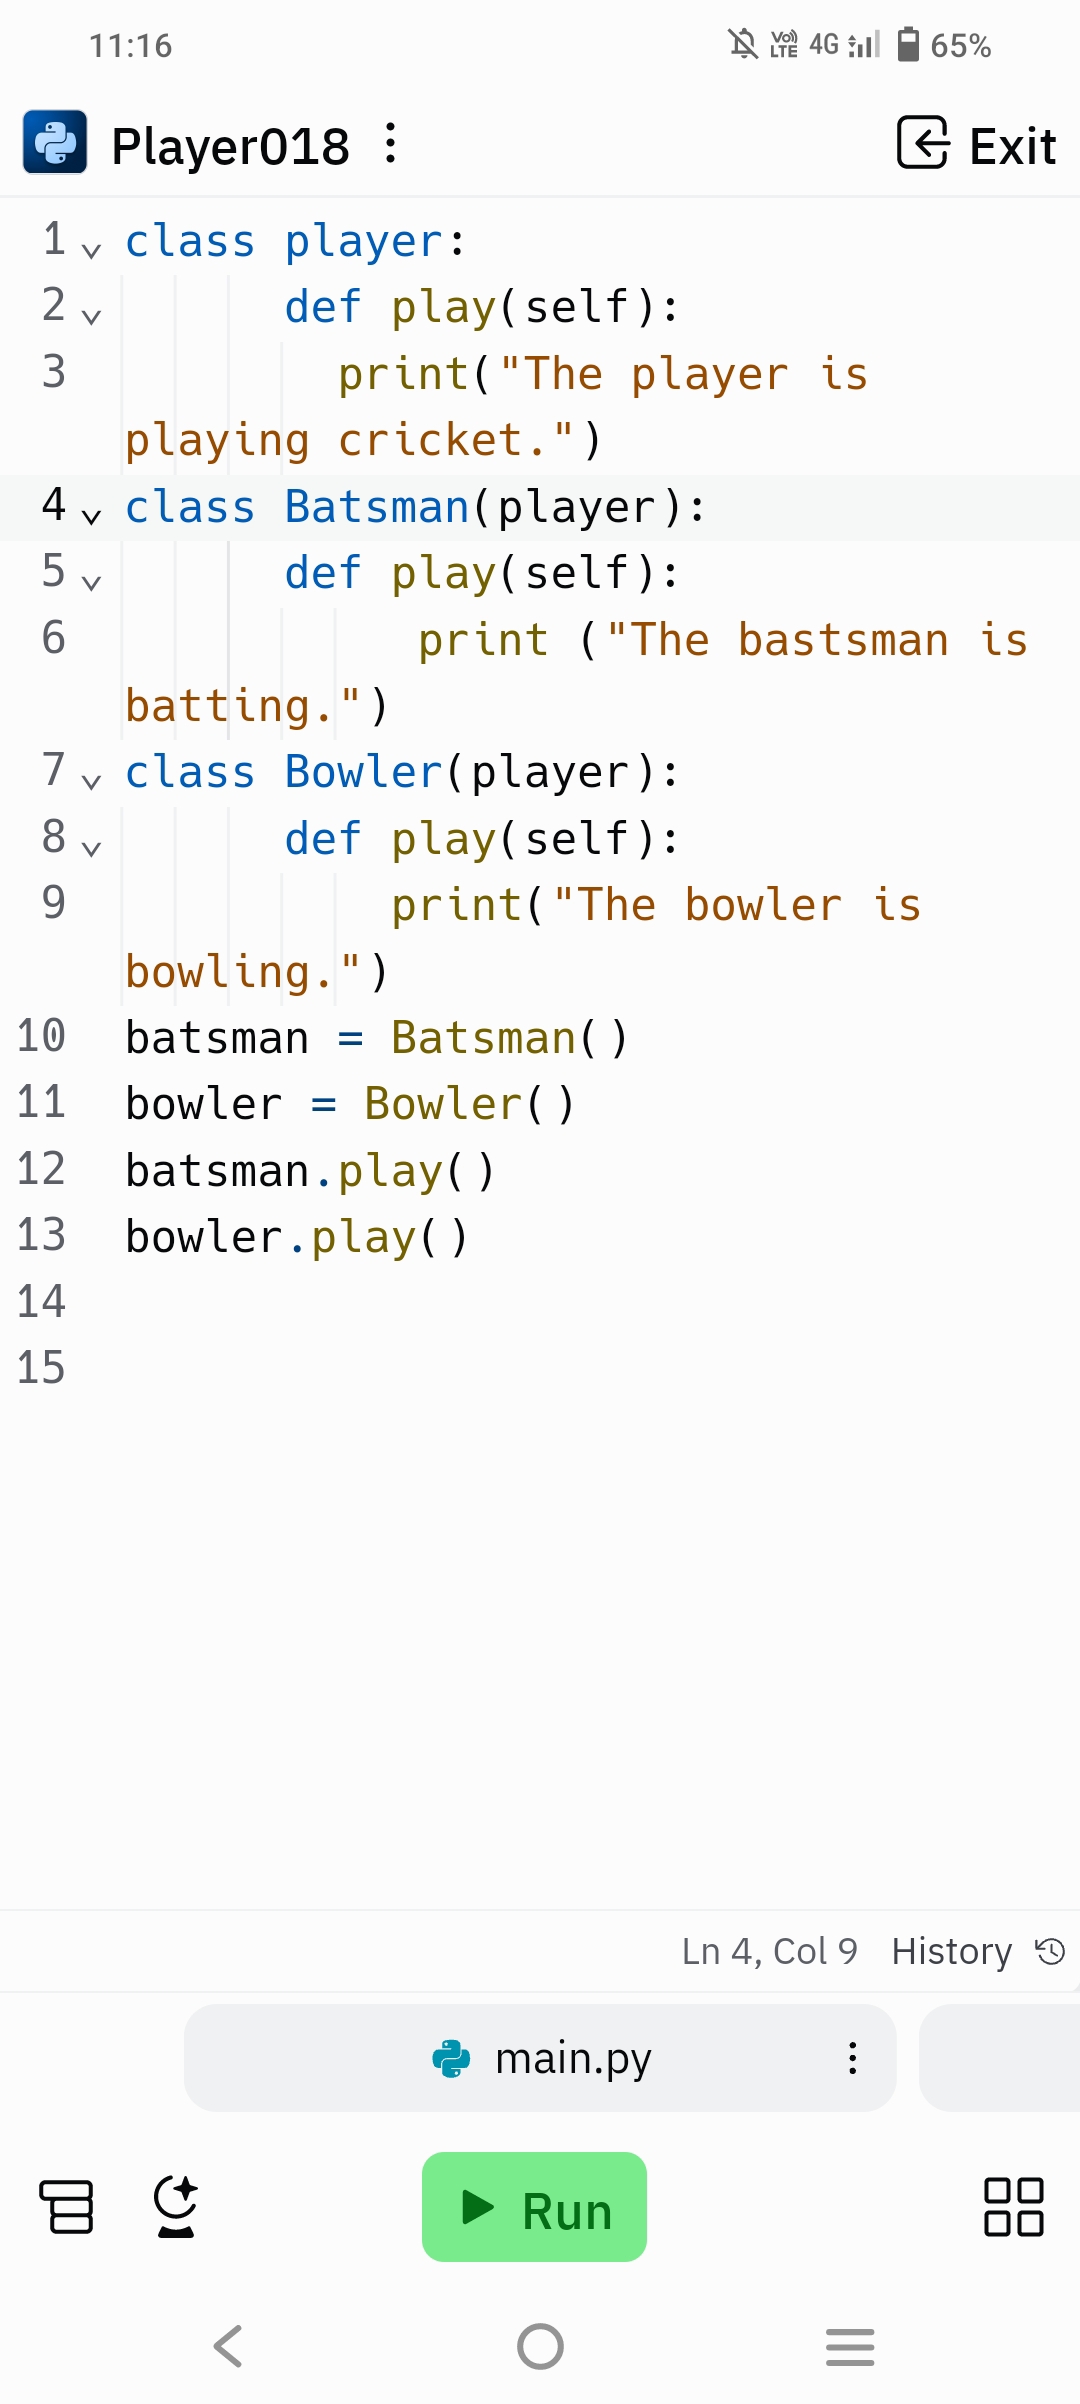 11:16 4G 65%
Player018 Exit
1 class player:
2 def play(self):
3 print("The player is
playing cricket.")
4 class Batsman(player):
5 def play(self):
6 print ("The bastsman is
batting.")
7 class Bowler(player):
8 def play(self):
9 print("The bowler is
bowling.")
10 batsman = Batsman()
11 bowler = Bowler()
12 batsman.play()
13 bowler.play()
14
15
Ln 4, Col 9 History
main.py
Run